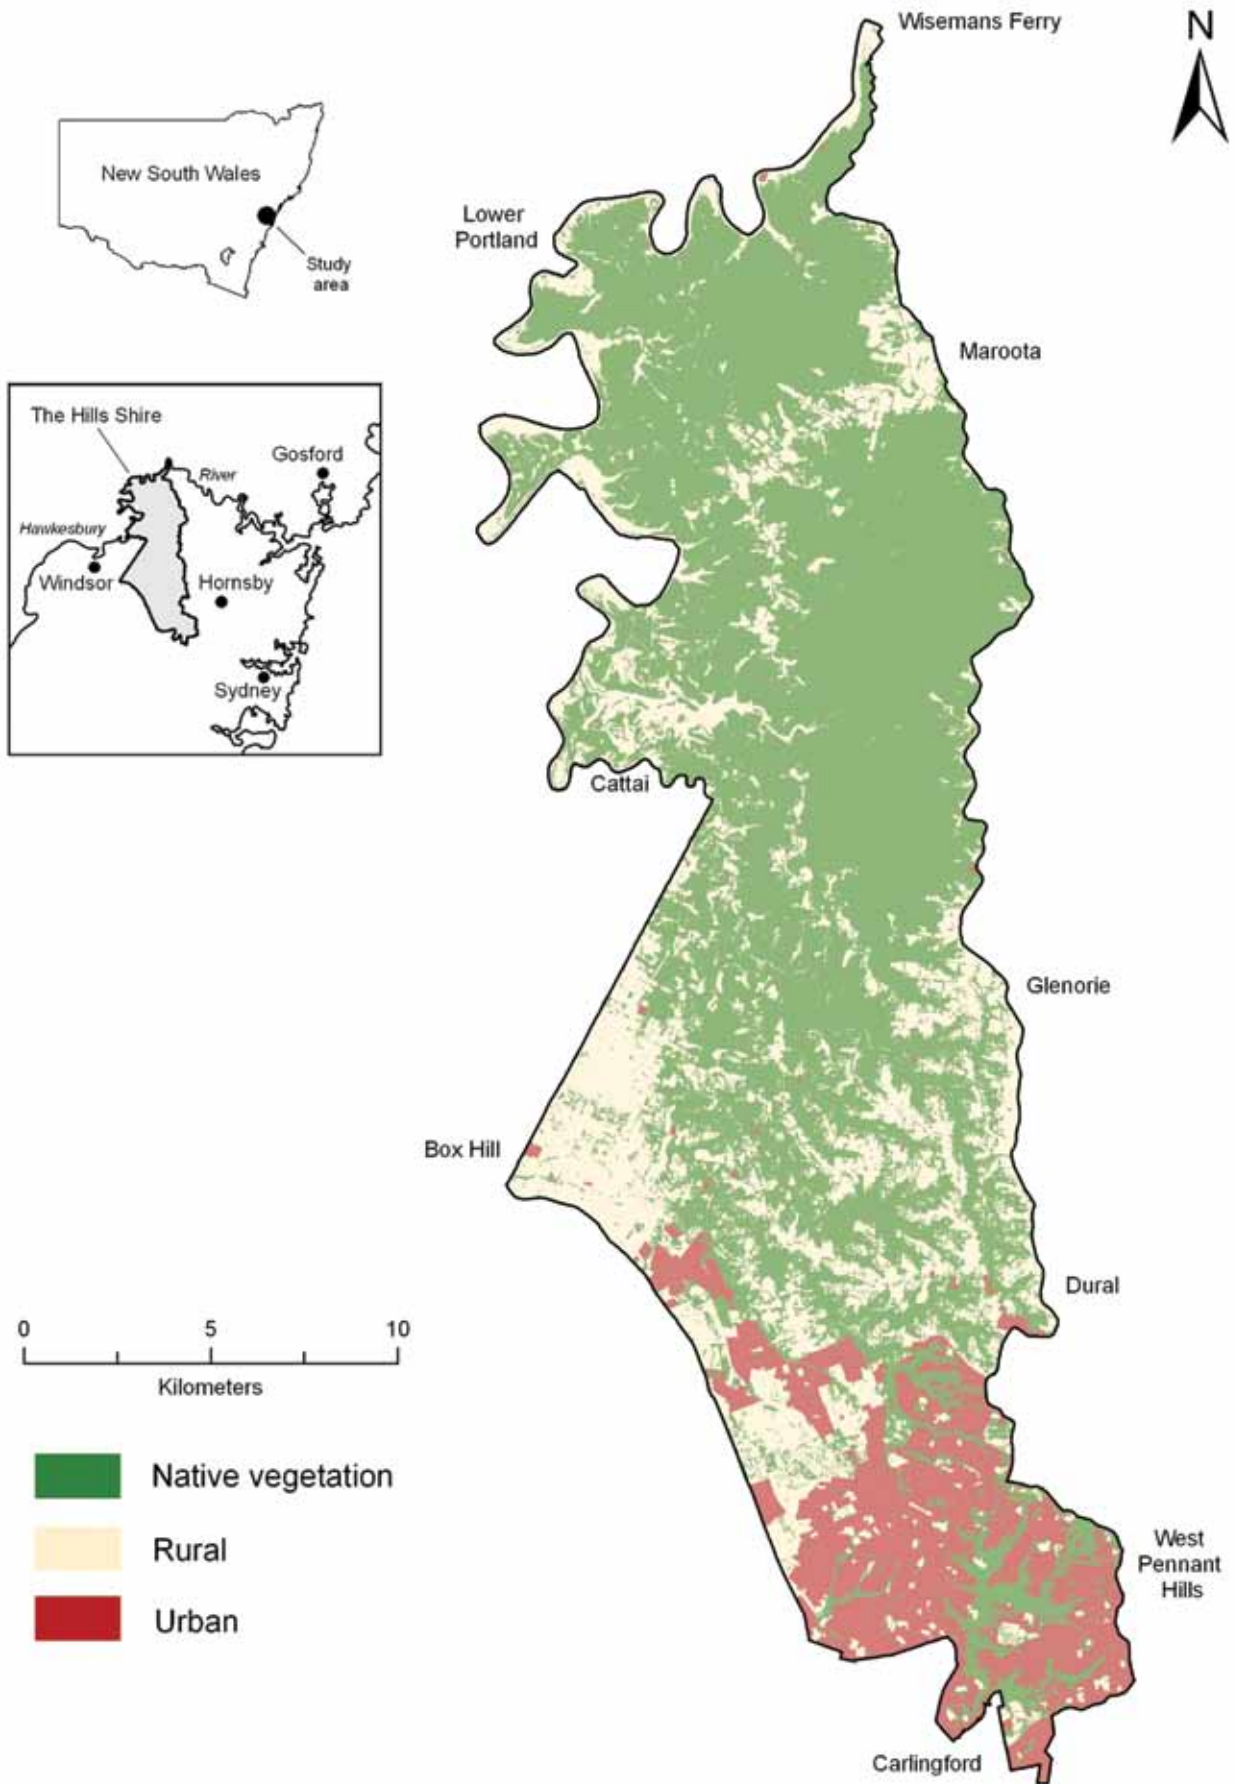 Wisemans Ferry
N
New South Wales
Study
area
Lower
Portland
Maroota
The Hills Shire
Gosford
River
Hawkesbury
Windsor
Hornsby
Sydney
Cattai
Glenorie
Box Hill
Dural
0 5 10
Kilometers
Native vegetation
Rural
Urban
West
Pennant
Hills
Carlingford